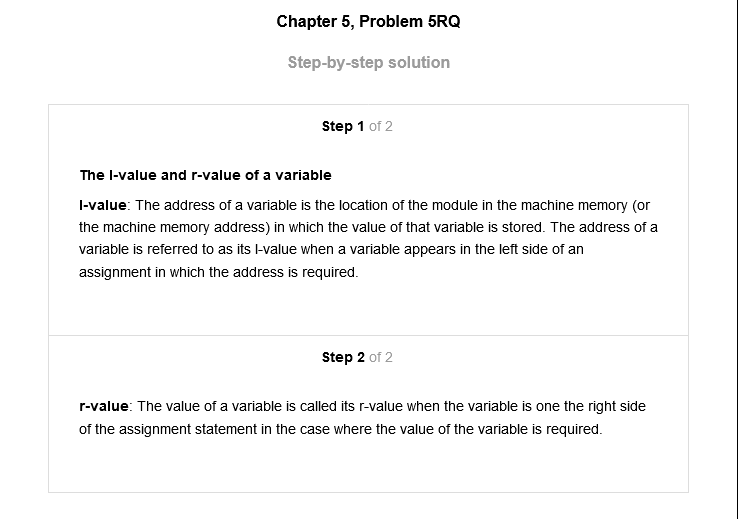 Chapter 5, Problem 5RQ
Step-by-step solution
Step 1 of 2
The l-value and r-value of a variable
l-value: The address of a variable is the location of the module in the machine memory (or
the machine memory address) in which the value of that variable is stored. The address of a
variable is referred to as its l-value when a variable appears in the left side of an
assignment in which the address is required.
Step 2 of 2
r-value: The value of a variable is called its r-value when the variable is one the right side
of the assignment statement in the case where the value of the variable is required.